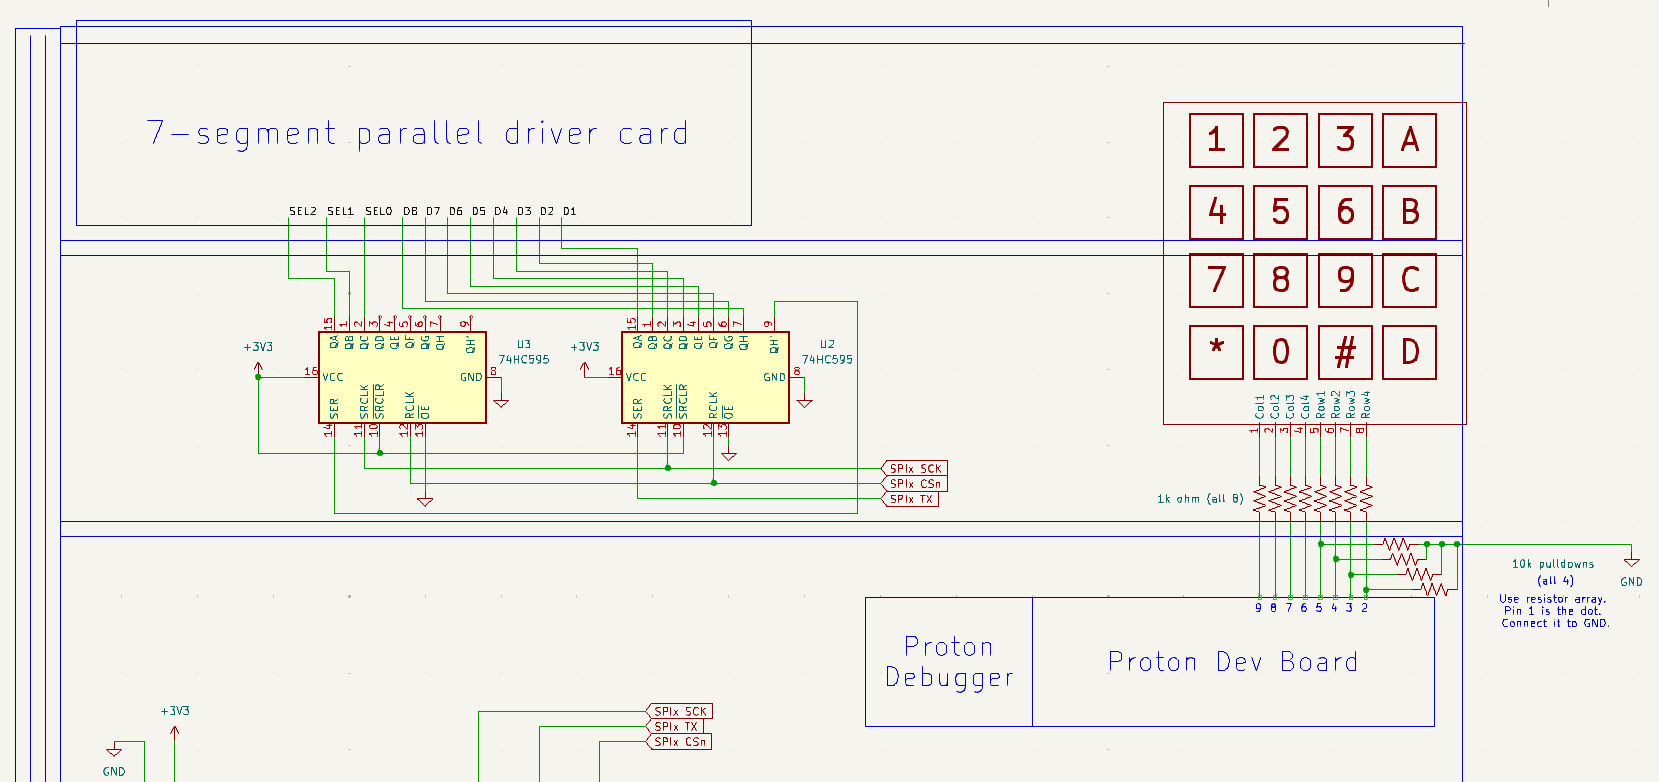 7-segment parallel driver card
SEL2 SEL1 SEL0 D8 D7 D6 D5 D4 D3 D2 D1
1 2 3 A
4 5 6 B
7 8 9 C
* 0 # D
Col1 Col2 Col3 Col4 Row1 Row2 Row3 Row4
1 2 3 4 5 6 7 8
15 1 2 3 4 5 6 7 9
QA QB QC QD QE QF QG QH QH'
+3V3
16 VCC
GND 8
U3
74HC595
SER SRCLK SRCLR RCLK OE
14 11 10 12 13
15 1 2 3 4 5 6 7 9
QA QB QC QD QE QF QG QH QH'
+3V3
16 VCC
GND 8
U2
74HC595
SER SRCLK SRCLR RCLK OE
14 11 10 12 13
SPIx SCK
SPIx CSn
SPIx TX
1k ohm (all 8)
10k pulldowns
(all 4)
Use resistor array.
Pin 1 is the dot.
Connect it to GND.
GND
9 8 7 6 5 4 3 2
Proton
Debugger
Proton Dev Board
+3V3
GND
SPIx SCK
SPIx TX
SPIx CSn